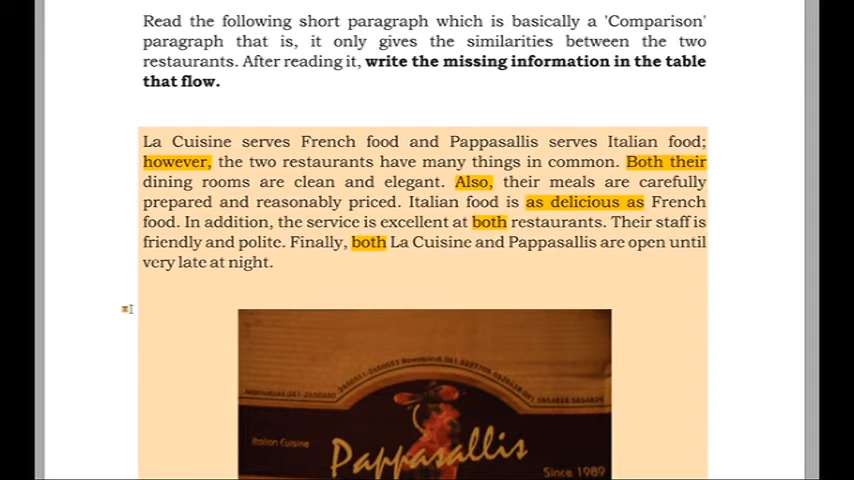 Read the following short paragraph which is basically a 'Comparison'
paragraph that is, it only gives the similarities between the two
restaurants. After reading it, write the missing information in the table
that flow.
La Cuisine serves French food and Pappasallis serves Italian food;
however, the two restaurants have many things in common. Both their
dining rooms are clean and elegant. Also, their meals are carefully
prepared and reasonably priced. Italian food is as delicious as French
food. In addition, the service is excellent at both restaurants. Their staff is
friendly and polite. Finally, both La Cuisine and Pappasallis are open until
very late at night.
Italian Cuisine
Pappasallis
Since 1989